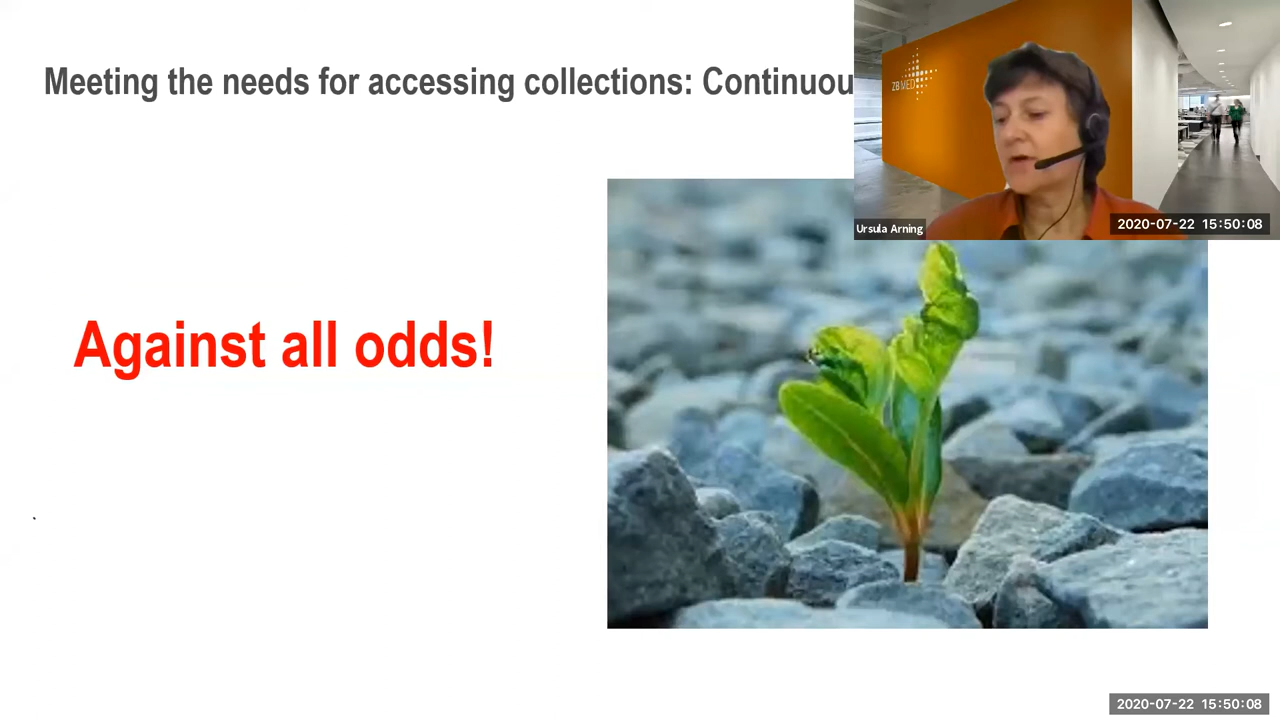 Meeting the needs for accessing collections: Continuou
ZB MED
Ursula Arning
2020-07-22 15:50:08
Against all odds!
2020-07-22 15:50:08